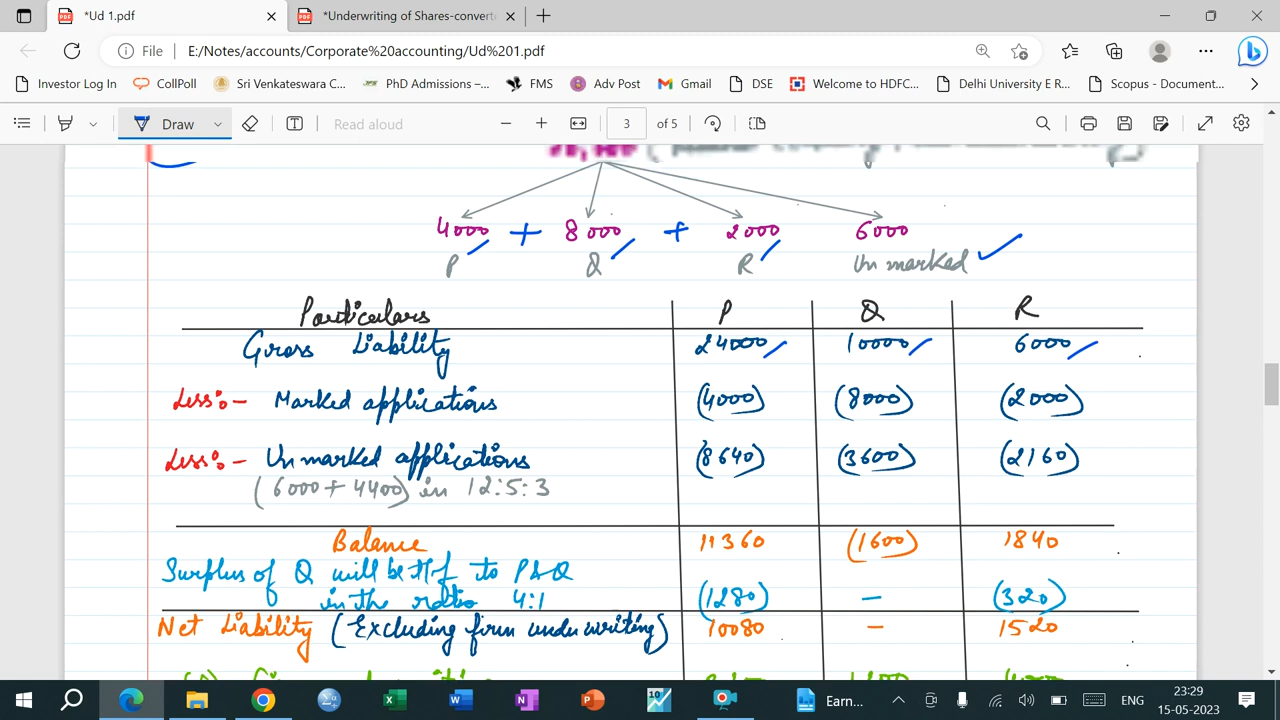 *Ud 1.pdf
*Underwriting of Shares-convert
File
E:/Notes/accounts/Corporate%20accounting/Ud%201.pdf
Investor Log In CollPoll Sri Venkateswara C... PhD Admissions –... FMS Adv Post Gmail DSE Welcome to HDFC... Delhi University E R... Scopus - Document...
Draw Read aloud 3 of 5
4000 + 8000 + 2000 6000
P Q R Unmarked
Particulars P Q R
Gross Liability 24000 10000 6000
Less:- Marked applications (4000) (8000) (2000)
Less:- Unmarked applications (8640) (3600) (2160)
(6000 + 4400) in 12:5:3
Balance 11360 (1600) 1840
Surplus of Q will be tff to P&Q
in the ratio 4:1 (1280) – (320)
Net Liability (Excluding firm underwriting) 10080 – 1520
Earn...
ENG
23:29
15-05-2023